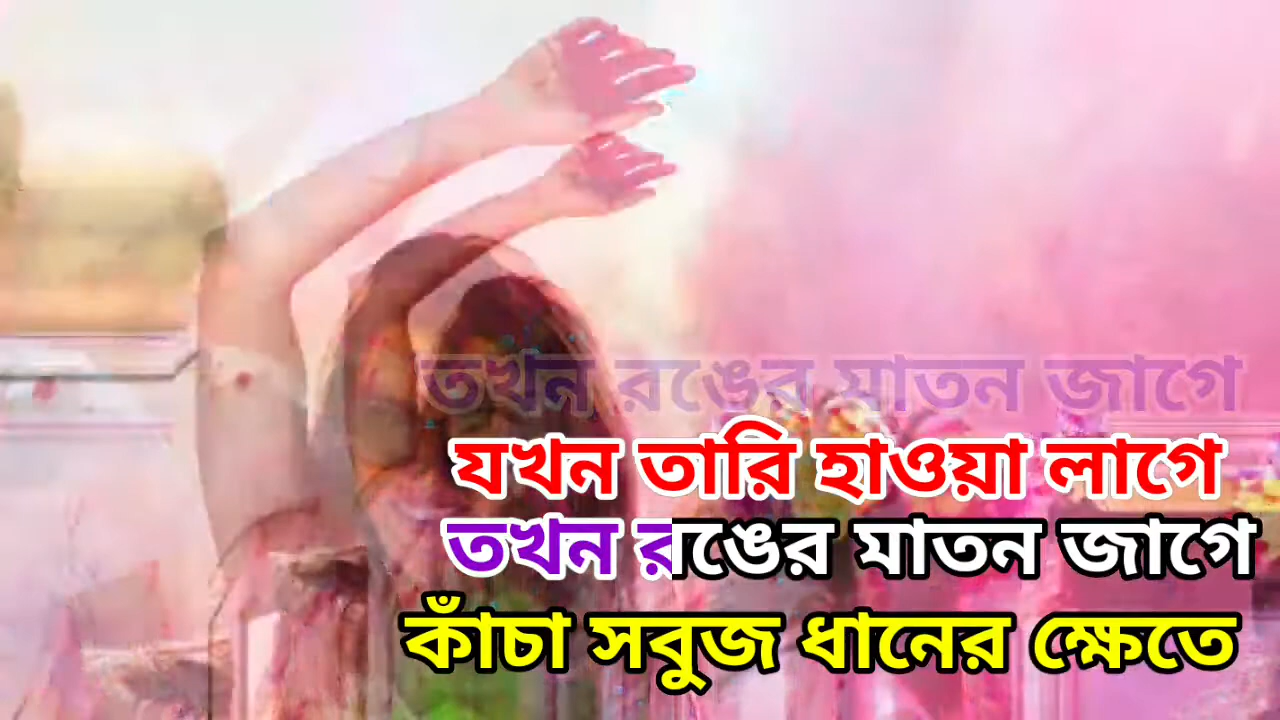 তখন রঙের মাতন জাগে
যখন তারি হাওয়া লাগে
তখন রঙের মাতন জাগে
কাঁচা সবুজ ধানের ক্ষেতে